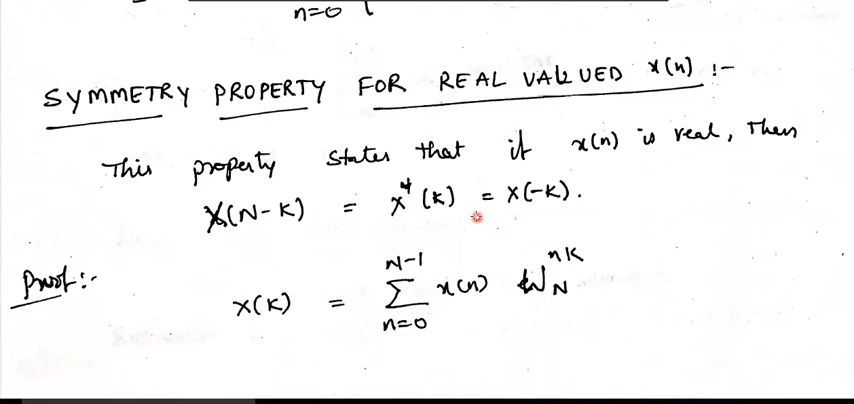 n=0
SYMMETRY PROPERTY FOR REAL VALUED x(n) :-
This property states that if x(n) is real, then
X(N-K) = X*(K) = X(-K).
Proof:- X(K) = N-1 ∑ n=0 x(n) W_N^{nK}